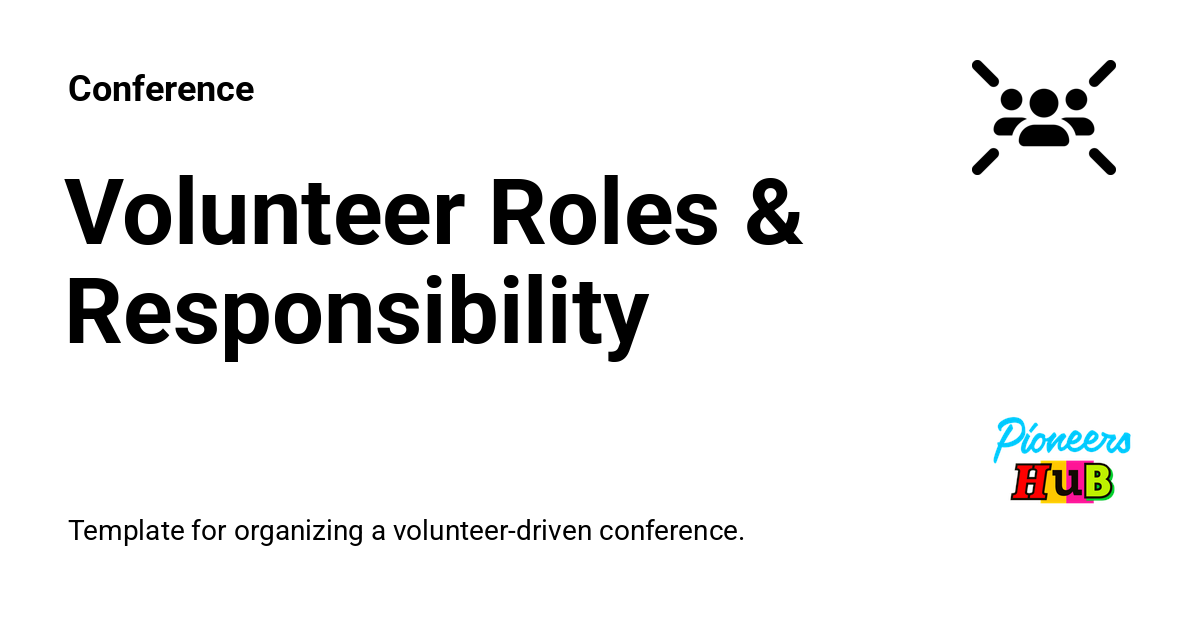 Conference
Volunteer Roles &
Responsibility
Pioneers
HuB
Template for organizing a volunteer-driven conference.